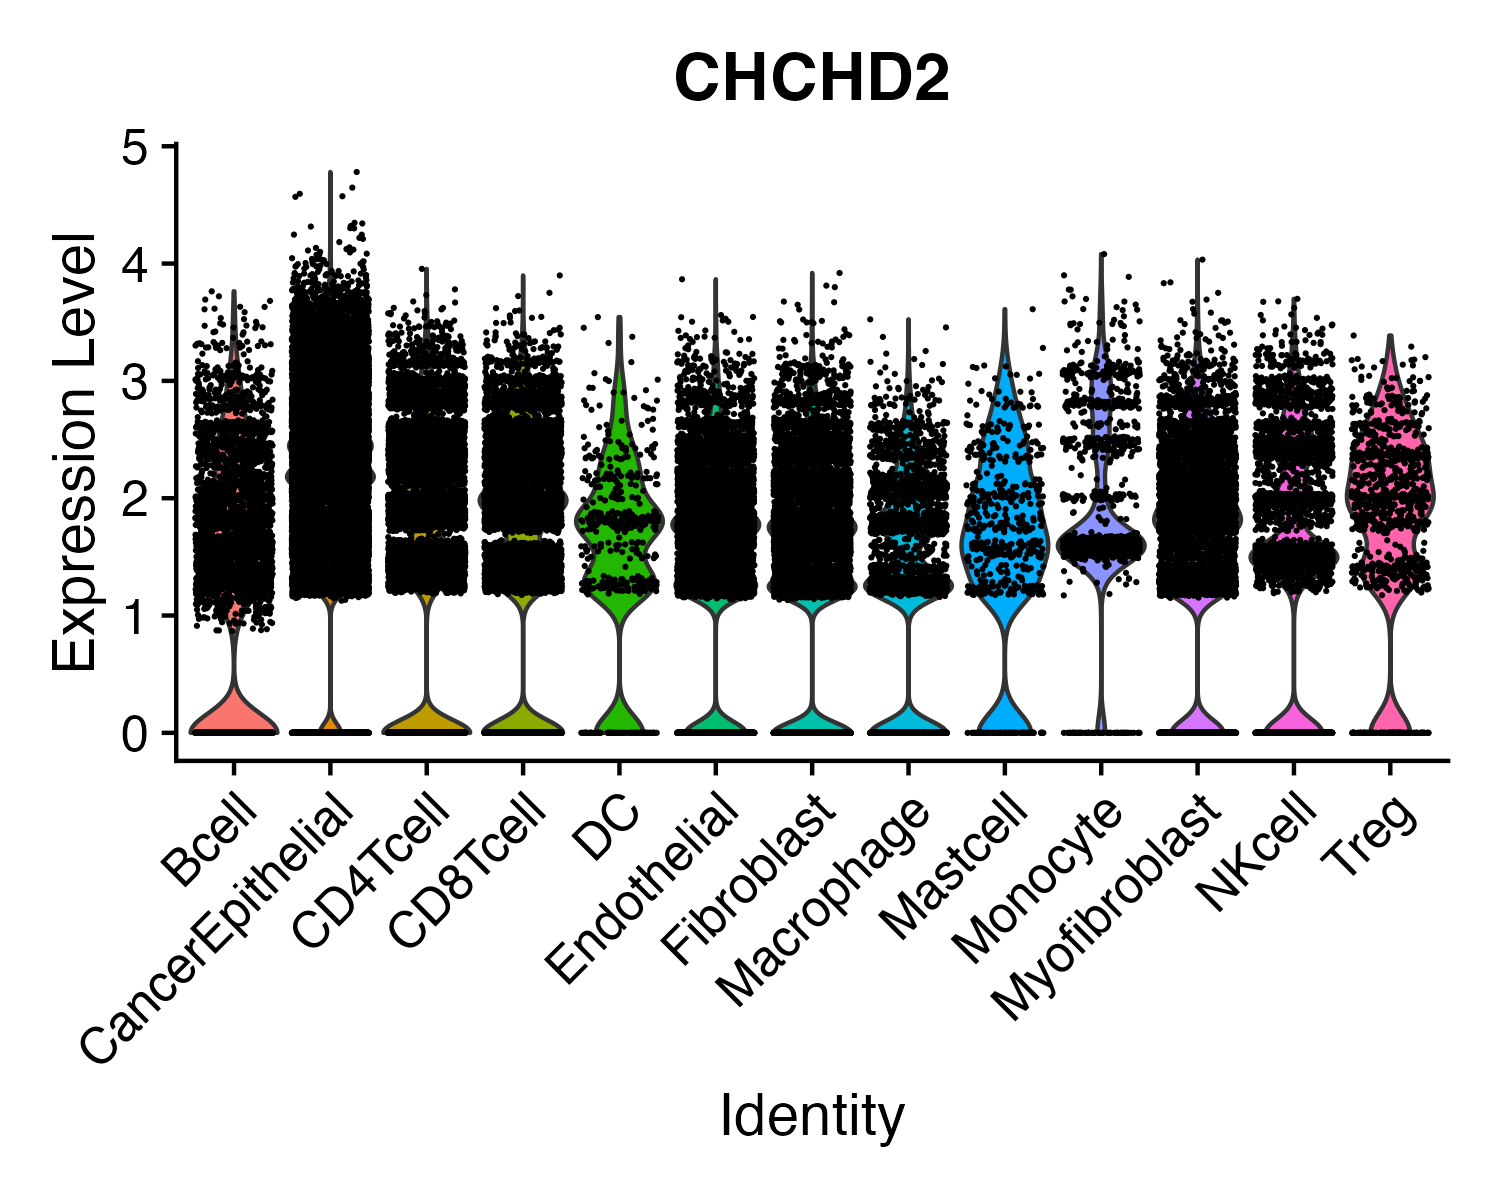 CHCHD2
Expression Level
5
4
3
2
1
0
Bcell
CancerEpithelial
CD4Tcell
CD8Tcell
DC
Endothelial
Fibroblast
Macrophage
Mastcell
Monocyte
Myofibroblast
NKcell
Treg
Identity